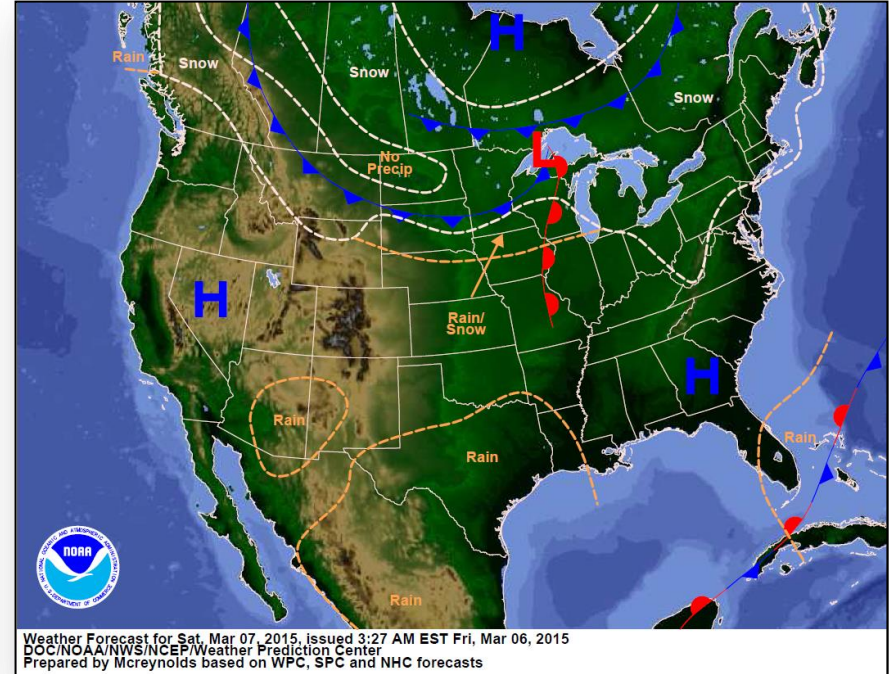 H
Rain
Snow
Snow
Snow
L
No
Precip
H
Rain/
Snow
H
Rain
Rain
Rain
Rain
NATIONAL OCEANIC AND ATMOSPHERIC ADMINISTRATION
NOAA
U.S. DEPARTMENT OF COMMERCE
Weather Forecast for Sat, Mar 07, 2015, issued 3:27 AM EST Fri, Mar 06, 2015
DOC/NOAA/NWS/NCEP/Weather Prediction Center
Prepared by Mcreynolds based on WPC, SPC and NHC forecasts